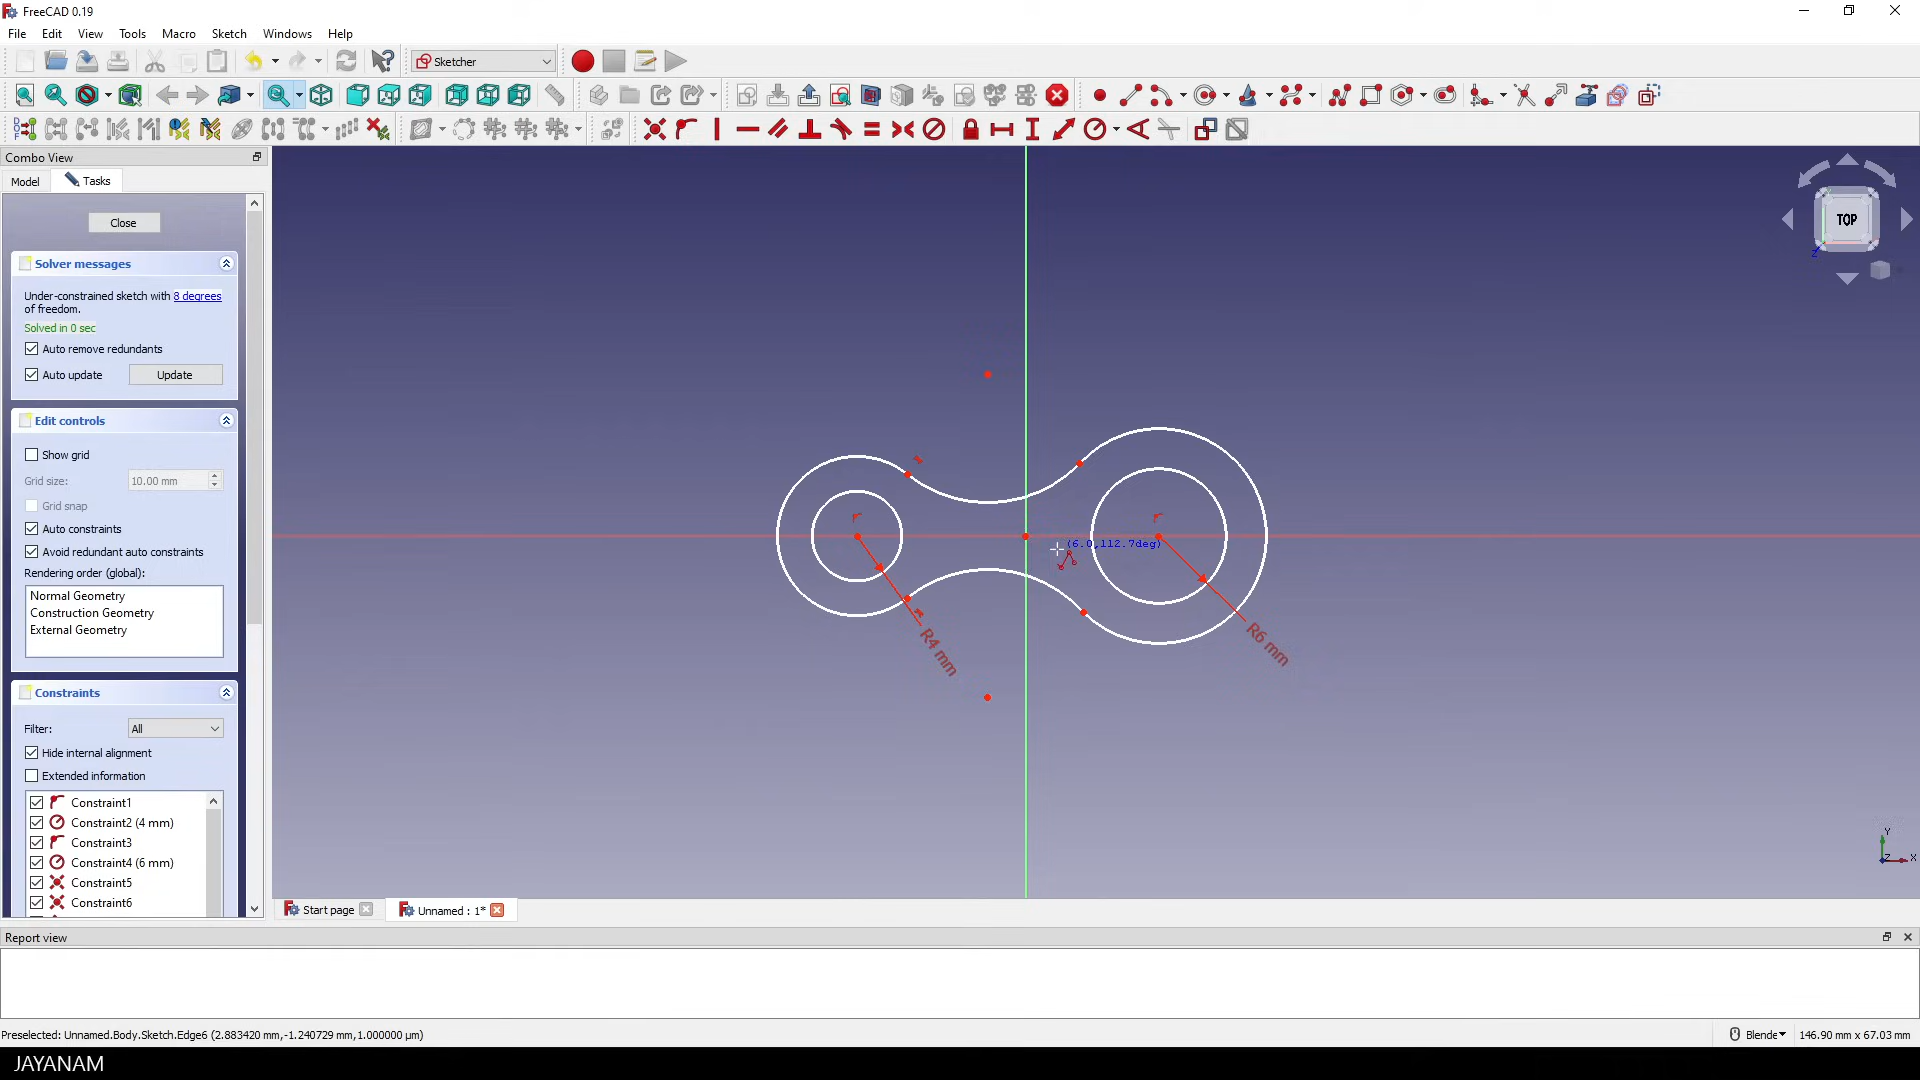 FreeCAD 0.19
File Edit View Tools Macro Sketch Windows Help
Sketcher
Combo View
Model Tasks
Close
Solver messages
Under-constrained sketch with 8 degrees
of freedom.
Solved in 0 sec
Auto remove redundants
Auto update Update
Edit controls
Show grid
Grid size: 10.00 mm
Grid snap
Auto constraints
Avoid redundant auto constraints
Rendering order (global):
Normal Geometry
Construction Geometry
External Geometry
Constraints
Filter: All
Hide internal alignment
Extended information
Constraint1
Constraint2 (4 mm)
Constraint3
Constraint4 (6 mm)
Constraint5
Constraint6
TOP
Z
(6.0,112.7deg)
R4 mm
R6 mm
Y
Z X
Start page Unnamed : 1*
Report view
Preselected: Unnamed.Body.Sketch.Edge6 (2.883420 mm,-1.240729 mm,1.000000 µm) Blende 146.90 mm x 67.03 mm
JAYANAM